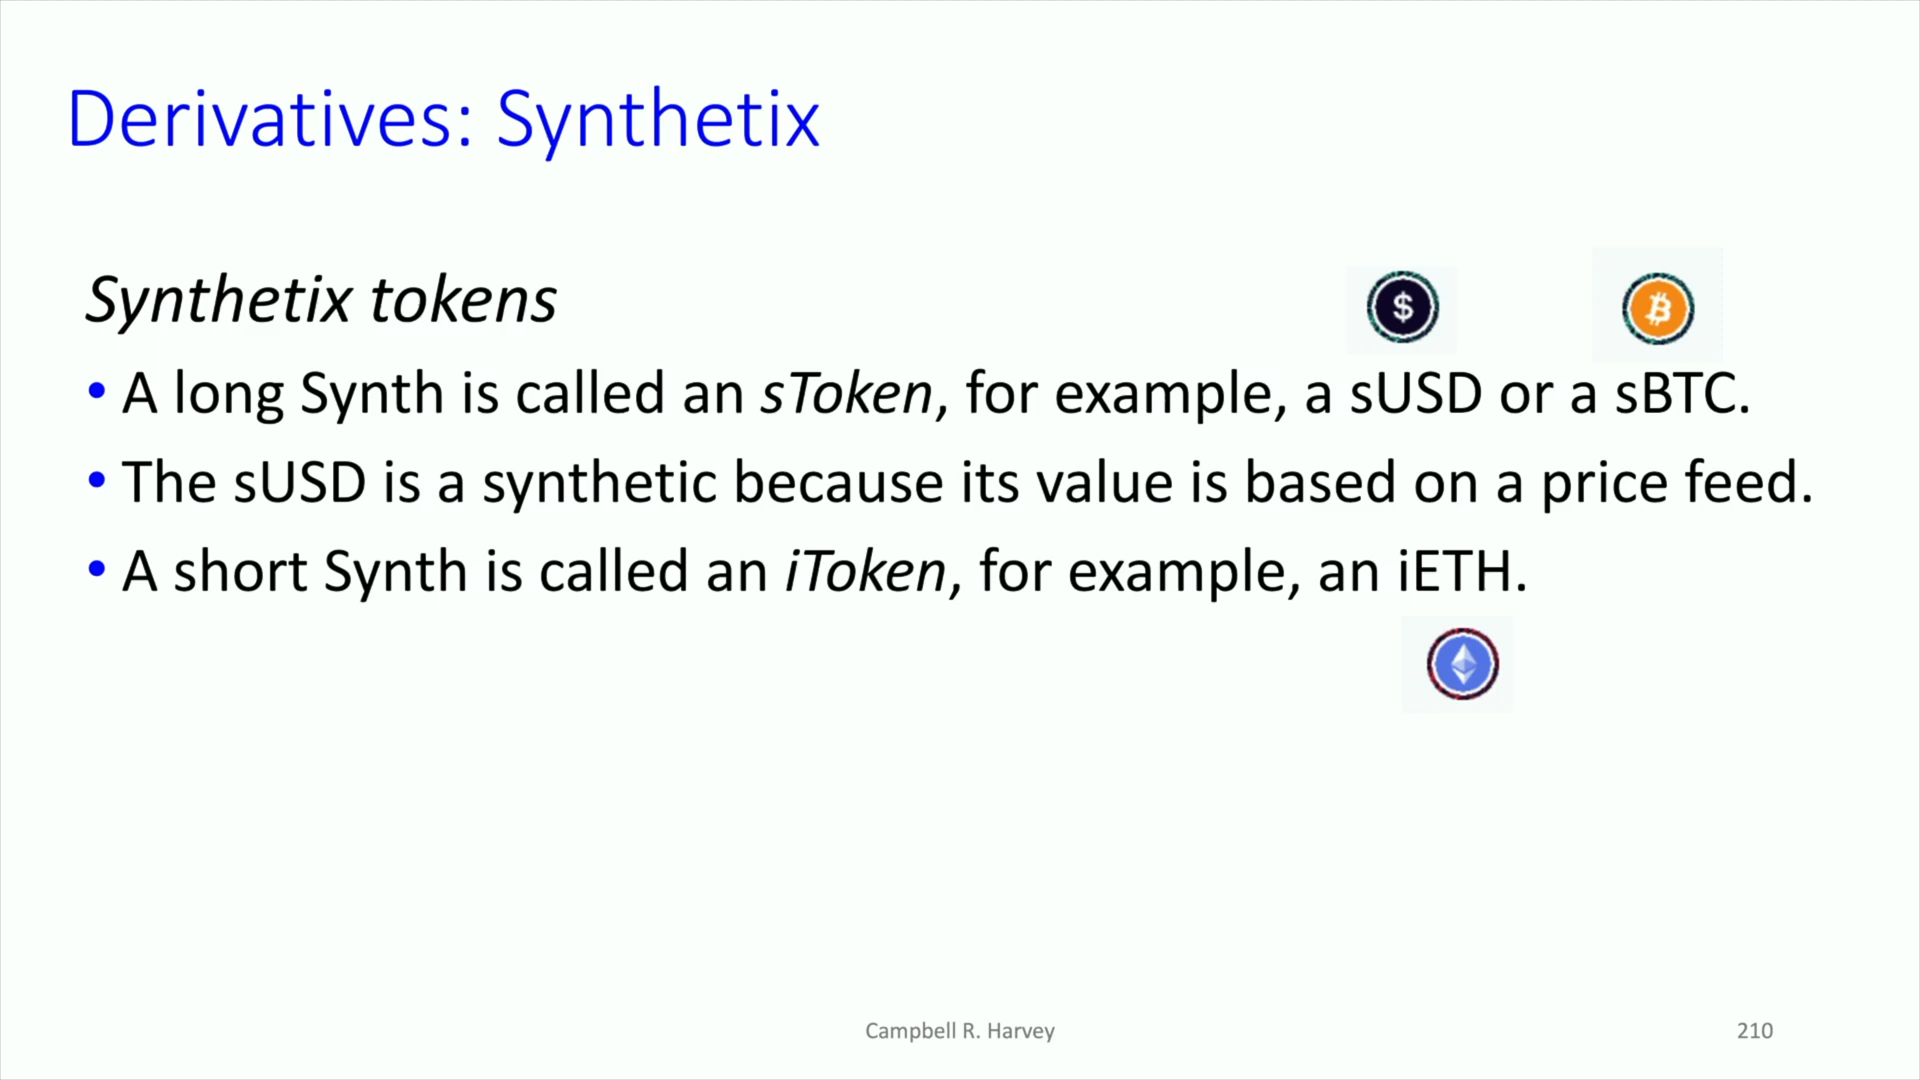 Derivatives: Synthetix
Synthetix tokens
• A long Synth is called an sToken, for example, a sUSD or a sBTC.
• The sUSD is a synthetic because its value is based on a price feed.
• A short Synth is called an iToken, for example, an iETH.
Campbell R. Harvey
210